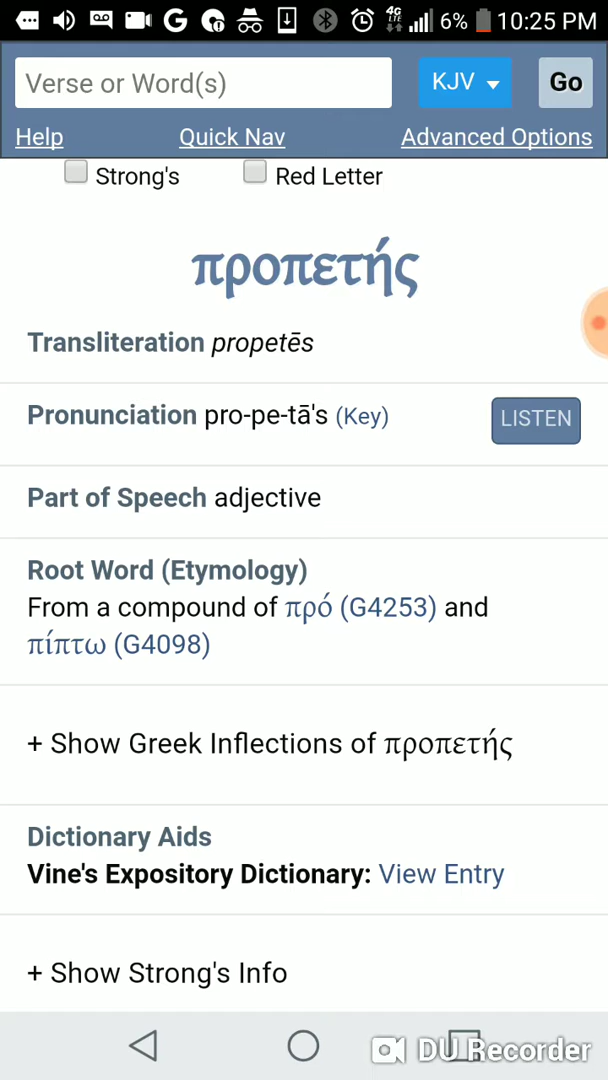 4G
LTE
6% 10:25 PM
Verse or Word(s) KJV Go
Help Quick Nav Advanced Options
Strong's Red Letter
προπετής
Transliteration propetēs
Pronunciation pro-pe-tā's (Key) LISTEN
Part of Speech adjective
Root Word (Etymology)
From a compound of πρό (G4253) and
πίπτω (G4098)
+ Show Greek Inflections of προπετής
Dictionary Aids
Vine's Expository Dictionary: View Entry
+ Show Strong's Info
DU Recorder